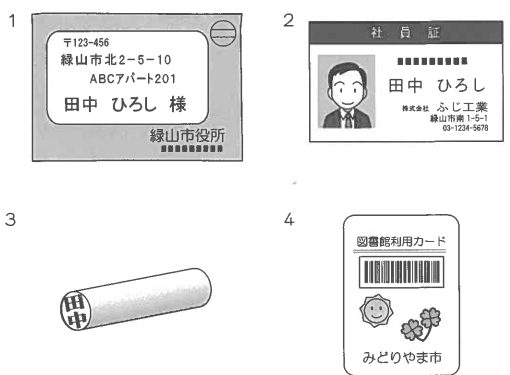 1
〒123-456
緑山市北2-5-10
ABCアパート201
田中 ひろし 様
緑山市役所
2
社員証
田中 ひろし
株式会社 ふじ工業
緑山市南 1-5-1
03-1234-5678
3
田中
4
図書館利用カード
みどりやま市